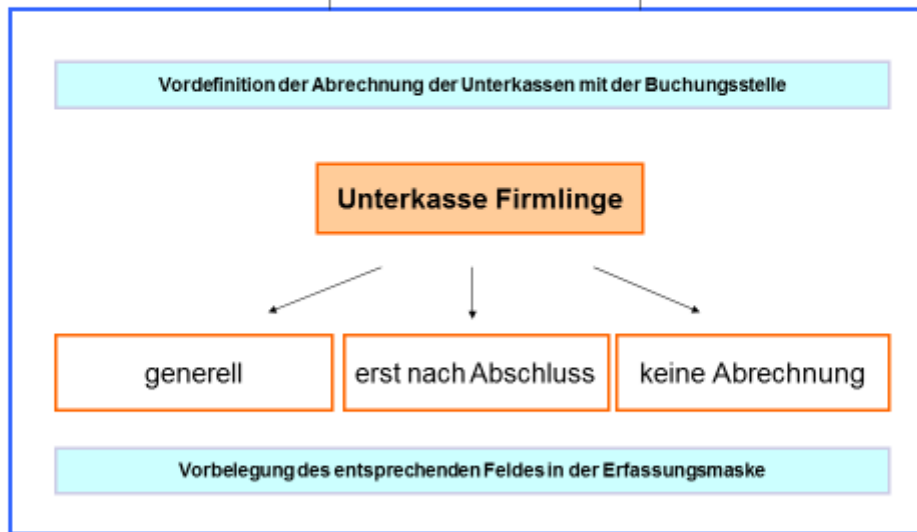 Vordefinition der Abrechnung der Unterkassen mit der Buchungsstelle
Unterkasse Firmlinge
generell
erst nach Abschluss
keine Abrechnung
Vorbelegung des entsprechenden Feldes in der Erfassungsmaske